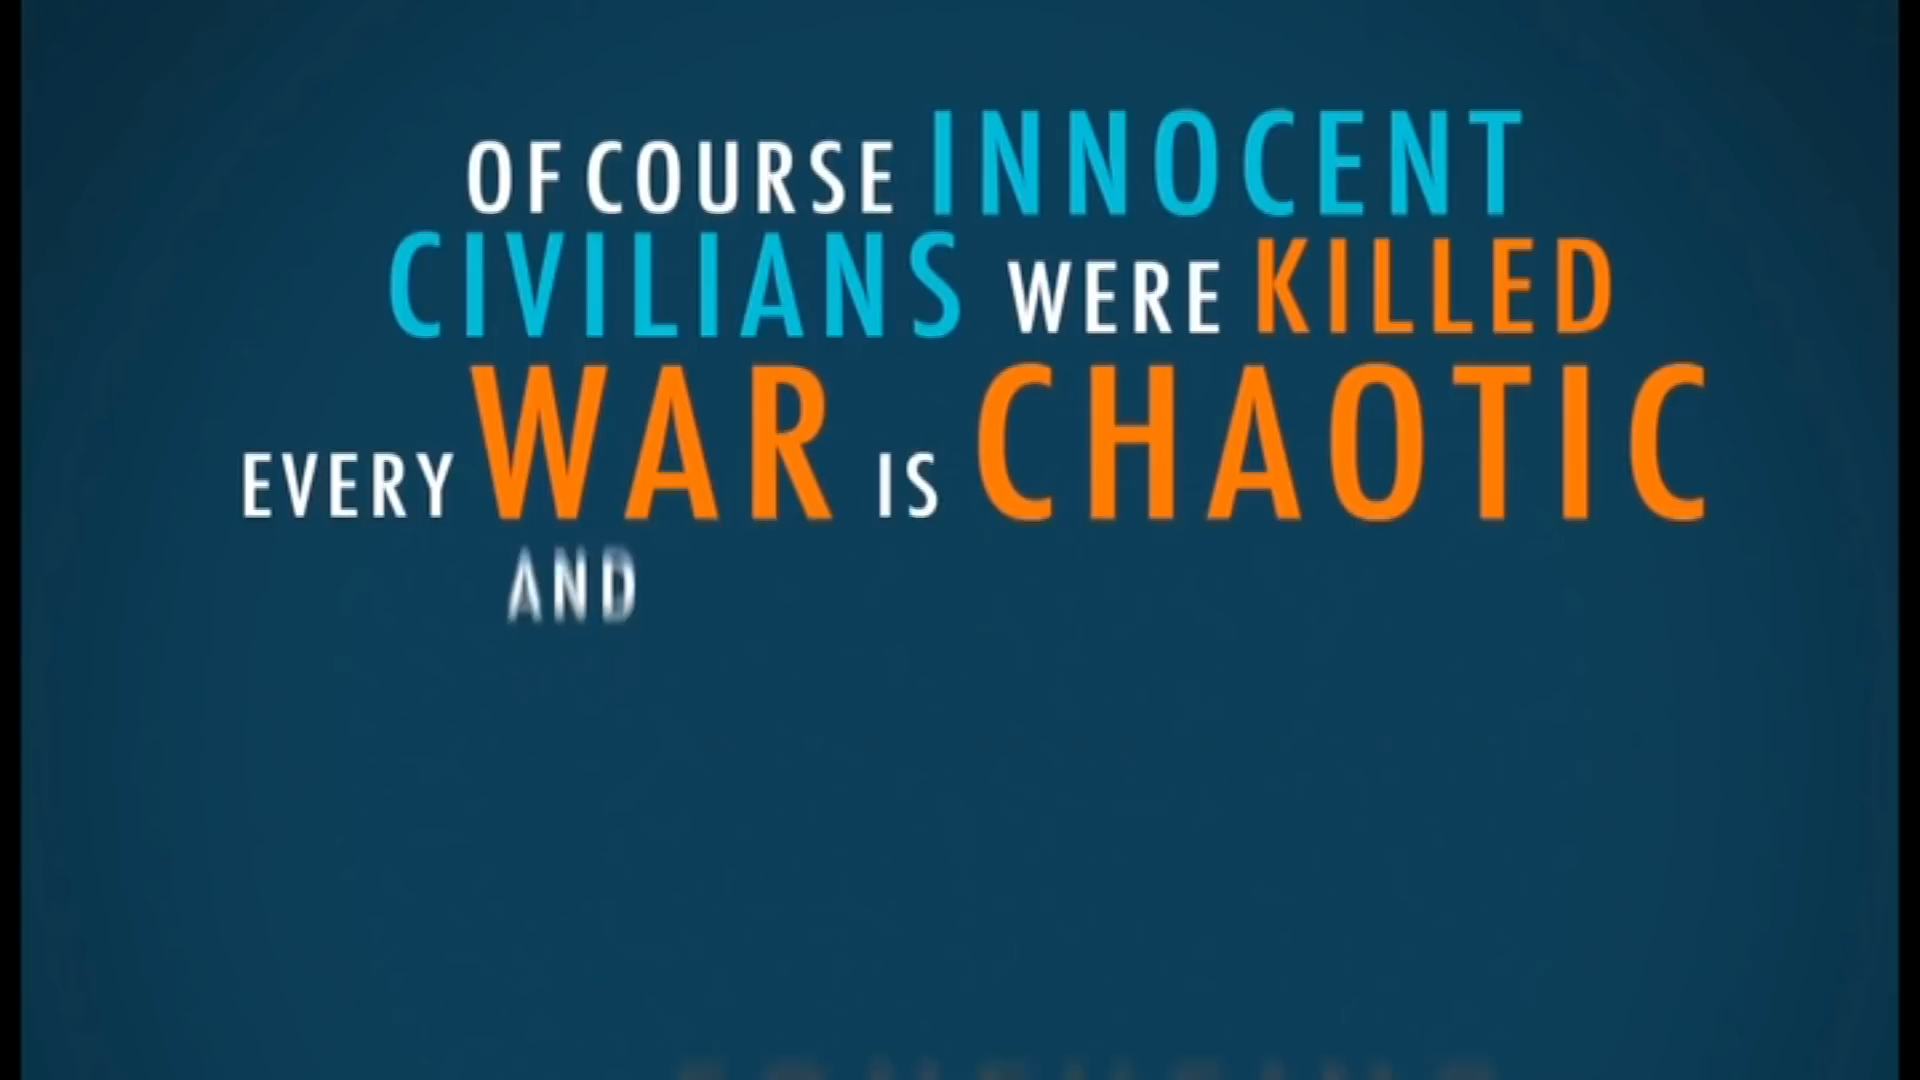 OF COURSE INNOCENT
CIVILIANS WERE KILLED
EVERY WAR IS CHAOTIC
AND